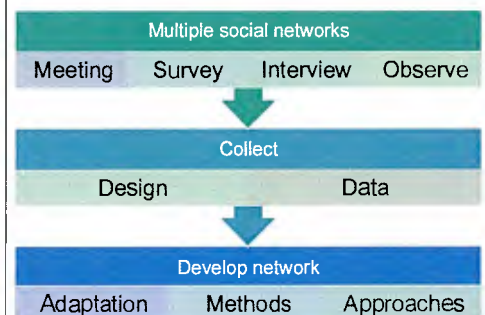 Multiple social networks
Meeting Survey Interview Observe
Collect
Design Data
Develop network
Adaptation Methods Approaches